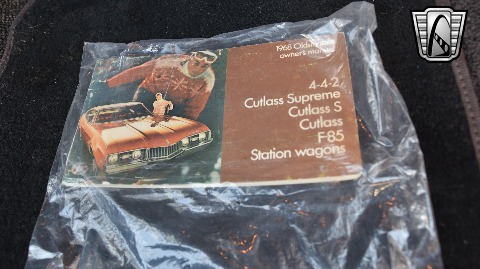 1968 Oldsmobile
owner's manual
4-4-2
Cutlass Supreme
Cutlass S
Cutlass
F-85
Station wagons